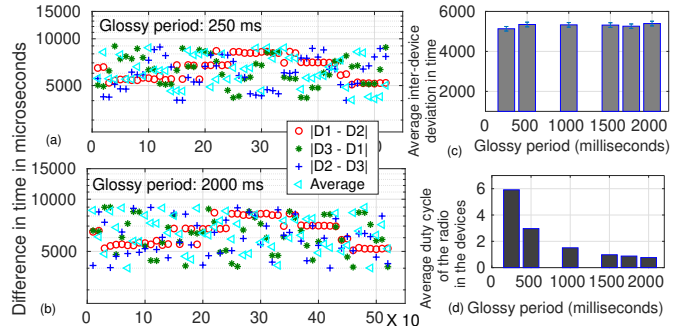 Difference in time in microseconds
Glossy period: 250 ms
15000
10000
5000
(a)
0 10 20 30 40 50
|D1 - D2|
|D3 - D1|
|D2 - D3|
Average
Glossy period: 2000 ms
15000
10000
5000
(b)
0 10 20 30 40 50
X 10
Average Inter-device
deviation in time
6000
4000
2000
0 500 1000 1500 2000
(c) Glossy period (milliseconds)
Average duty cycle
of the radio
in the devices
6
4
2
0
0 500 1000 1500 2000
(d) Glossy period (milliseconds)